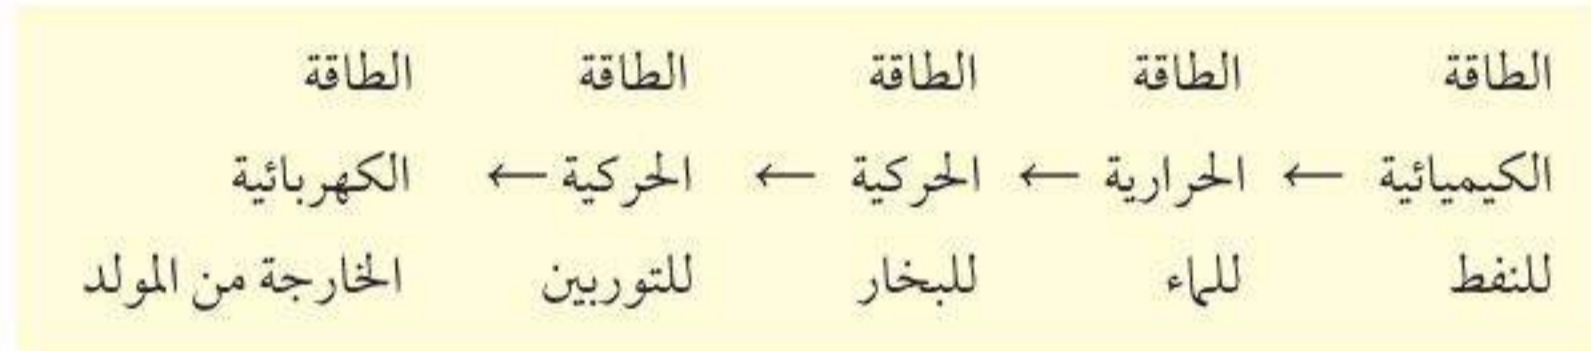 الطاقة الطاقة الطاقة الطاقة الطاقة
الكيميائية ← الحرارية ← الحركية ← الحركية ← الكهربائية
للنفط للماء للبخار للتوربين الخارجة من المولد